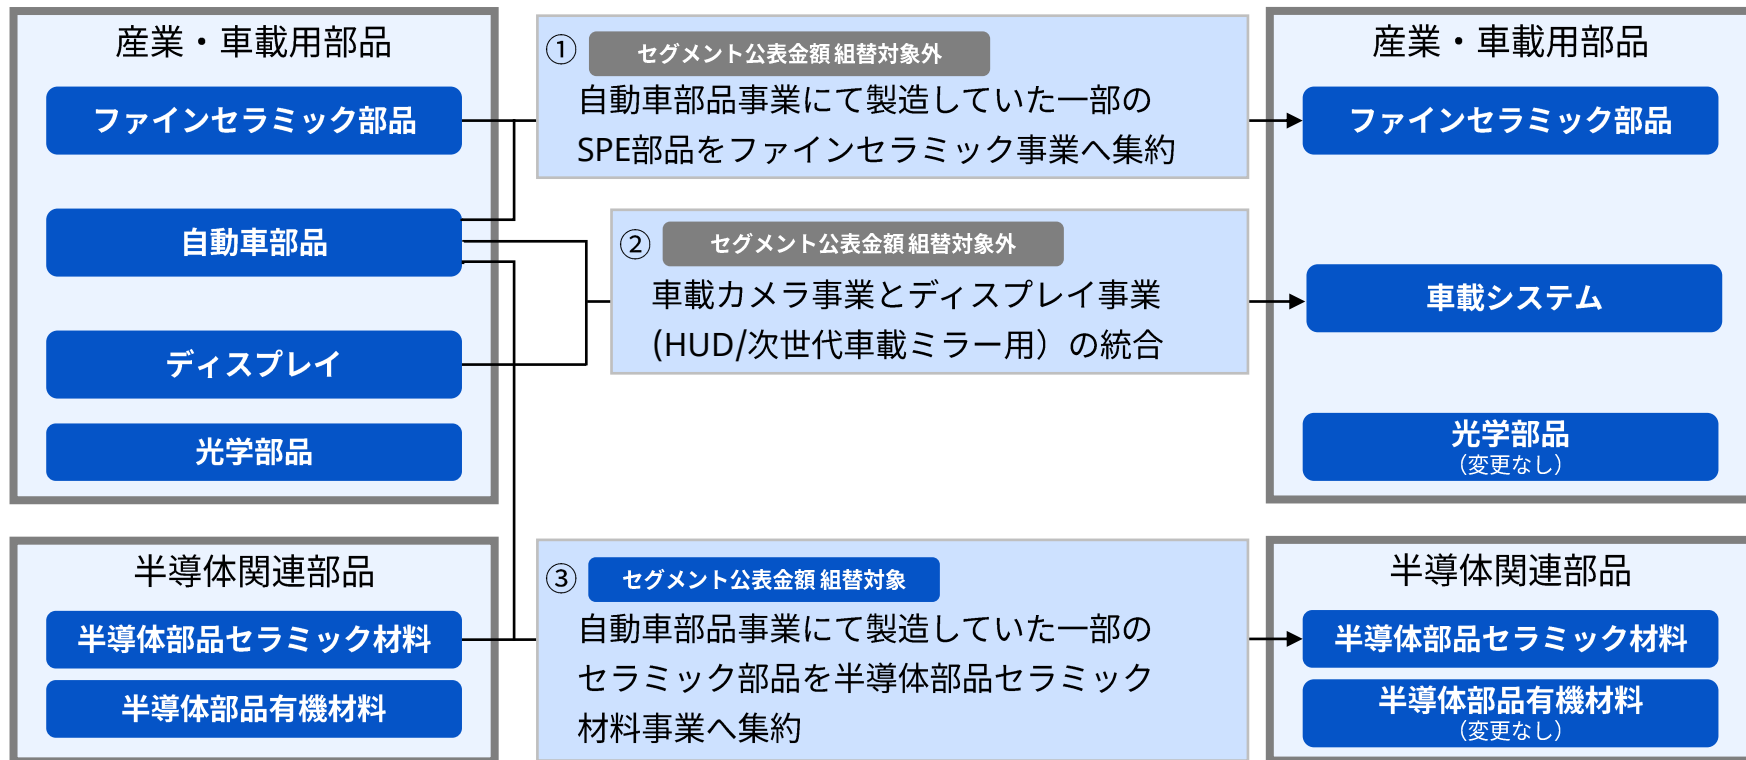 産業・車載用部品
ファインセラミック部品
自動車部品
ディスプレイ
光学部品
半導体関連部品
半導体部品セラミック材料
半導体部品有機材料
① セグメント公表金額 組替対象外
自動車部品事業にて製造していた一部の
SPE部品をファインセラミック事業へ集約
② セグメント公表金額 組替対象外
車載カメラ事業とディスプレイ事業
(HUD/次世代車載ミラー用）の統合
③ セグメント公表金額 組替対象
自動車部品事業にて製造していた一部の
セラミック部品を半導体部品セラミック
材料事業へ集約
産業・車載用部品
ファインセラミック部品
車載システム
光学部品
（変更なし）
半導体関連部品
半導体部品セラミック材料
半導体部品有機材料
（変更なし）